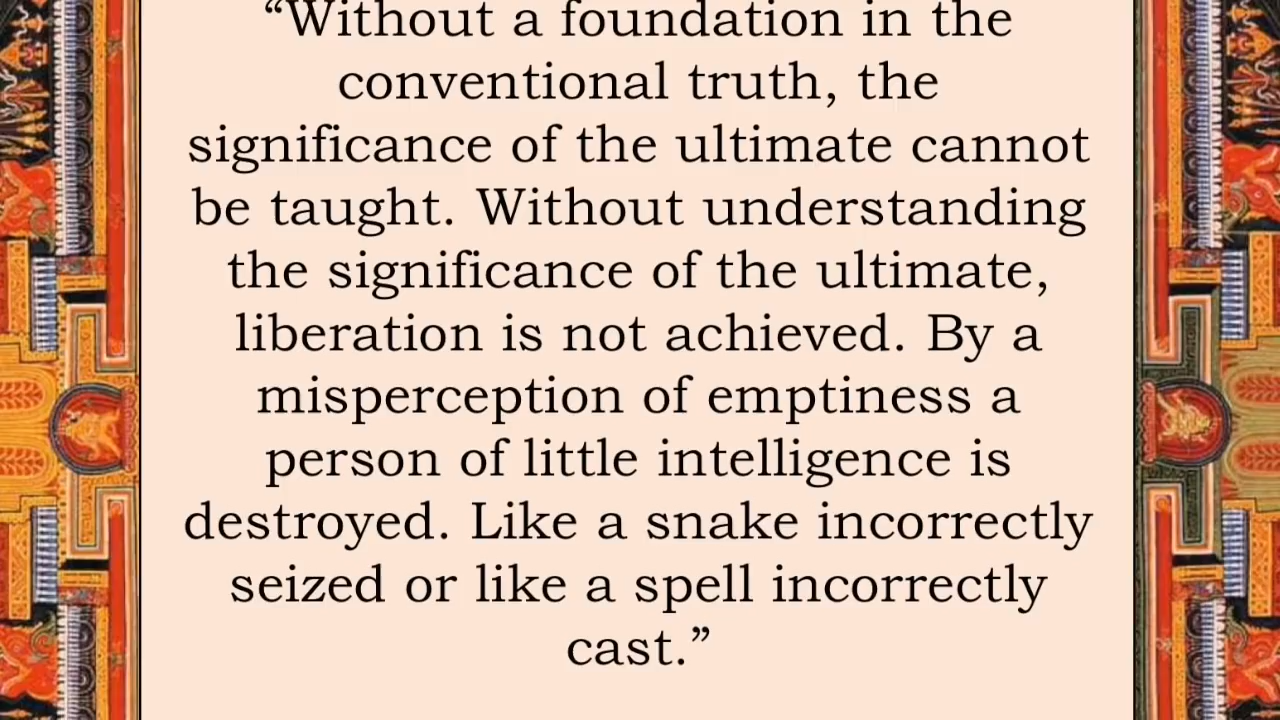 “Without a foundation in the
conventional truth, the
significance of the ultimate cannot
be taught. Without understanding
the significance of the ultimate,
liberation is not achieved. By a
misperception of emptiness a
person of little intelligence is
destroyed. Like a snake incorrectly
seized or like a spell incorrectly
cast.”